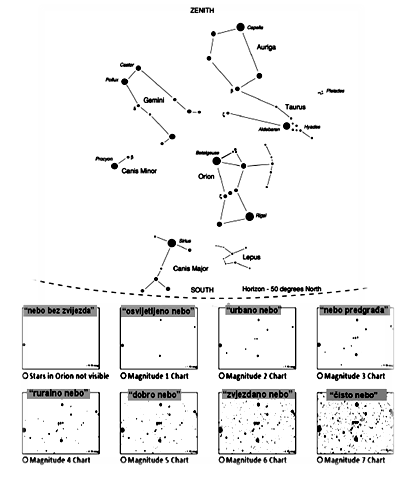 ZENITH
Capella
Auriga
Castor
Pollux
Gemini
Pleiades
Taurus
Aldebaran
Hyades
Procyon
Canis Minor
Betelgeuse
Orion
Rigel
Sirius
Canis Major
Lepus
SOUTH
Horizon - 50 degrees North
"nebo bez zvijezda"
"osvijetljeno nebo"
"urbano nebo"
"nebo predgrađa"
Stars in Orion not visible
Magnitude 1 Chart
Magnitude 2 Chart
Magnitude 3 Chart
"ruralno nebo"
"dobro nebo"
"zvjezdano nebo"
"čisto nebo"
Magnitude 4 Chart
Magnitude 5 Chart
Magnitude 6 Chart
Magnitude 7 Chart